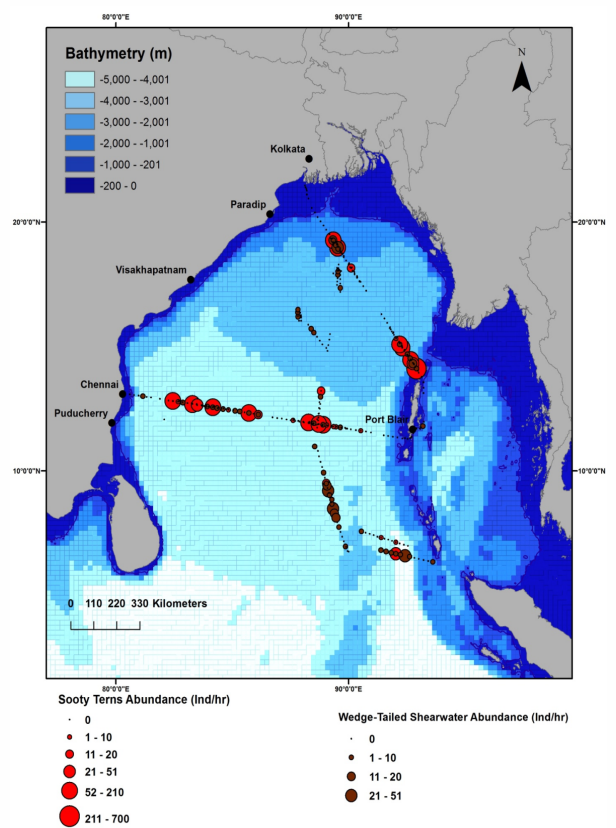 80°0'0"E 90°0'0"E
Bathymetry (m)
-5,000 - -4,001
-4,000 - -3,001
-3,000 - -2,001
-2,000 - -1,001
-1,000 - -201
-200 - 0
N
Kolkata
Paradip
20°0'0"N 20°0'0"N
Visakhapatnam
Chennai
Puducherry
Port Blair
10°0'0"N 10°0'0"N
0 110 220 330 Kilometers
80°0'0"E 90°0'0"E
Sooty Terns Abundance (Ind/hr)
0
1 - 10
11 - 20
21 - 51
52 - 210
211 - 700
Wedge-Tailed Shearwater Abundance (Ind/hr)
0
1 - 10
11 - 20
21 - 51